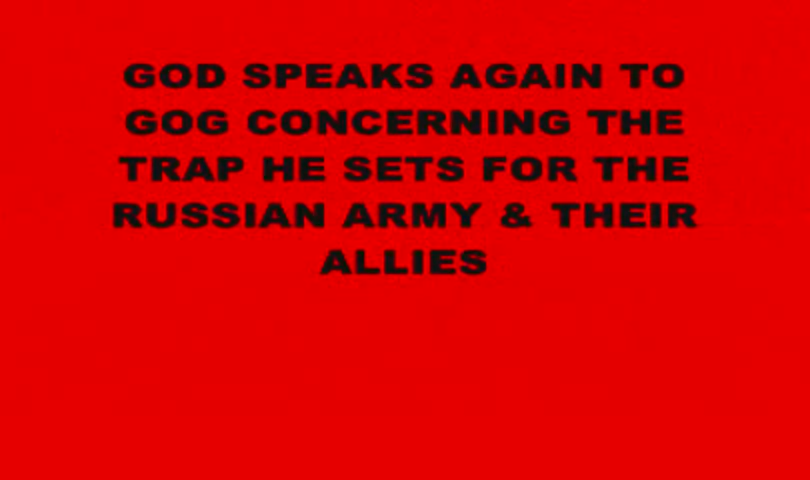 GOD SPEAKS AGAIN TO
GOG CONCERNING THE
TRAP HE SETS FOR THE
RUSSIAN ARMY & THEIR
ALLIES